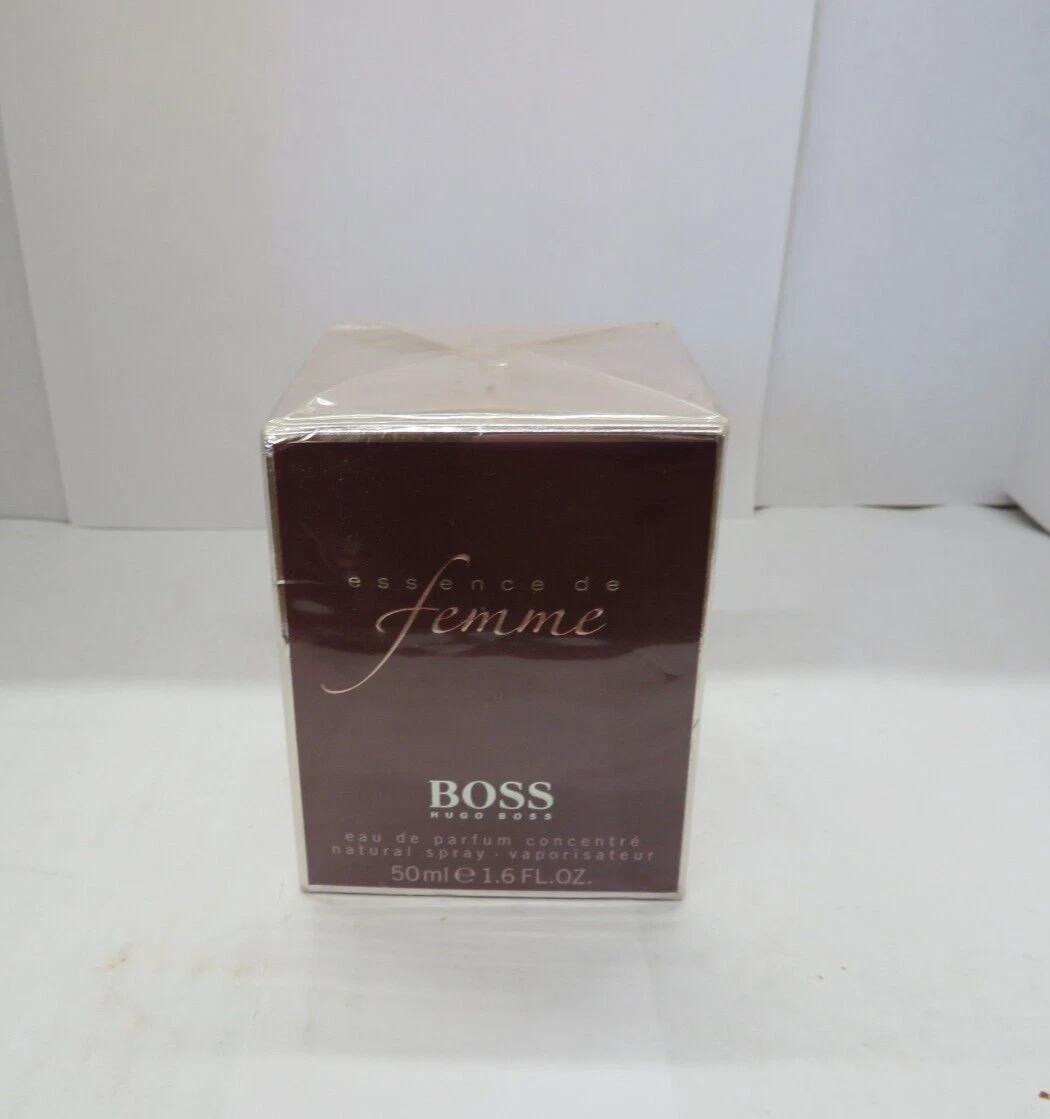 essence de
femme
BOSS
HUGO BOSS
eau de parfum concentré
natural spray · vaporisateur
50ml ℮ 1.6 FL.OZ.